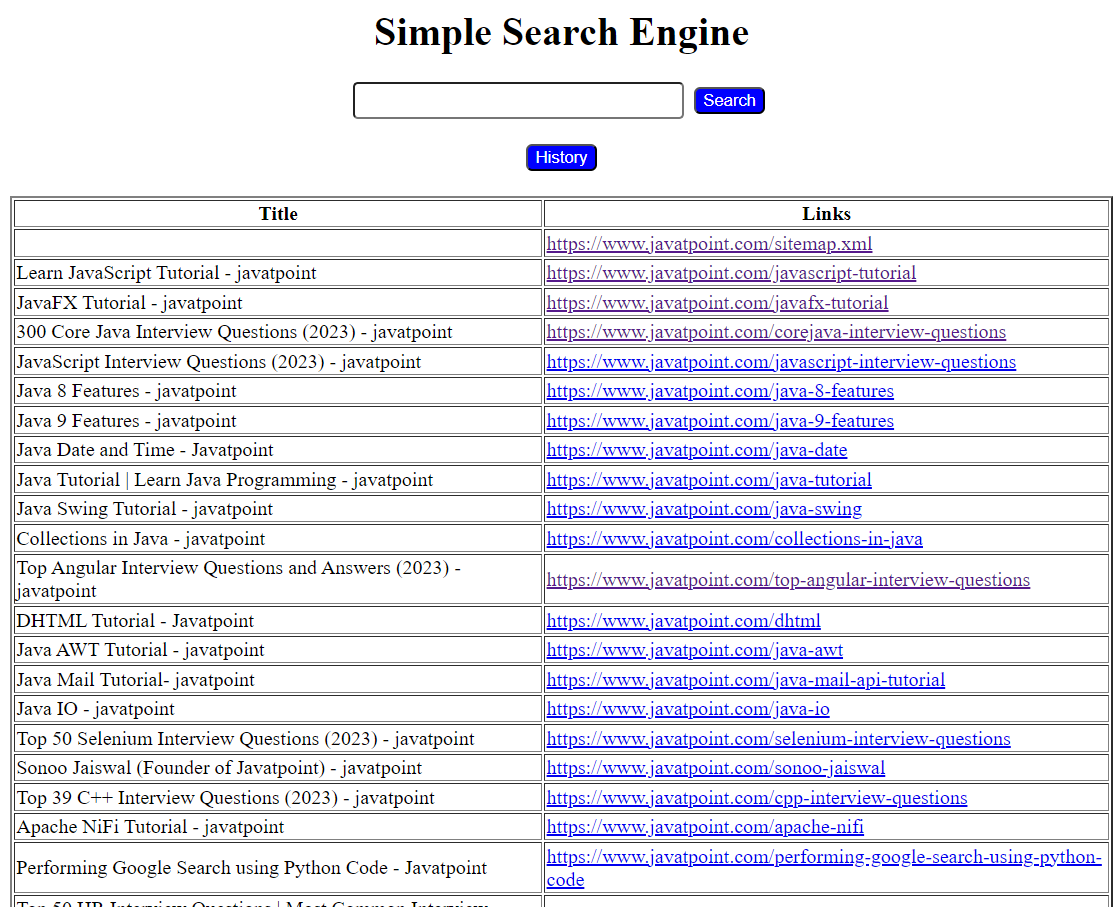 Simple Search Engine
Search
History
Title Links
https://www.javatpoint.com/sitemap.xml
Learn JavaScript Tutorial - javatpoint https://www.javatpoint.com/javascript-tutorial
JavaFX Tutorial - javatpoint https://www.javatpoint.com/javafx-tutorial
300 Core Java Interview Questions (2023) - javatpoint https://www.javatpoint.com/corejava-interview-questions
JavaScript Interview Questions (2023) - javatpoint https://www.javatpoint.com/javascript-interview-questions
Java 8 Features - javatpoint https://www.javatpoint.com/java-8-features
Java 9 Features - javatpoint https://www.javatpoint.com/java-9-features
Java Date and Time - Javatpoint https://www.javatpoint.com/java-date
Java Tutorial | Learn Java Programming - javatpoint https://www.javatpoint.com/java-tutorial
Java Swing Tutorial - javatpoint https://www.javatpoint.com/java-swing
Collections in Java - javatpoint https://www.javatpoint.com/collections-in-java
Top Angular Interview Questions and Answers (2023) -
javatpoint
https://www.javatpoint.com/top-angular-interview-questions
DHTML Tutorial - Javatpoint https://www.javatpoint.com/dhtml
Java AWT Tutorial - javatpoint https://www.javatpoint.com/java-awt
Java Mail Tutorial- javatpoint https://www.javatpoint.com/java-mail-api-tutorial
Java IO - javatpoint https://www.javatpoint.com/java-io
Top 50 Selenium Interview Questions (2023) - javatpoint https://www.javatpoint.com/selenium-interview-questions
Sonoo Jaiswal (Founder of Javatpoint) - javatpoint https://www.javatpoint.com/sonoo-jaiswal
Top 39 C++ Interview Questions (2023) - javatpoint https://www.javatpoint.com/cpp-interview-questions
Apache NiFi Tutorial - javatpoint https://www.javatpoint.com/apache-nifi
Performing Google Search using Python Code - Javatpoint
https://www.javatpoint.com/performing-google-search-using-python-
code
Top 50 HR Interview Questions | Most Common Interview